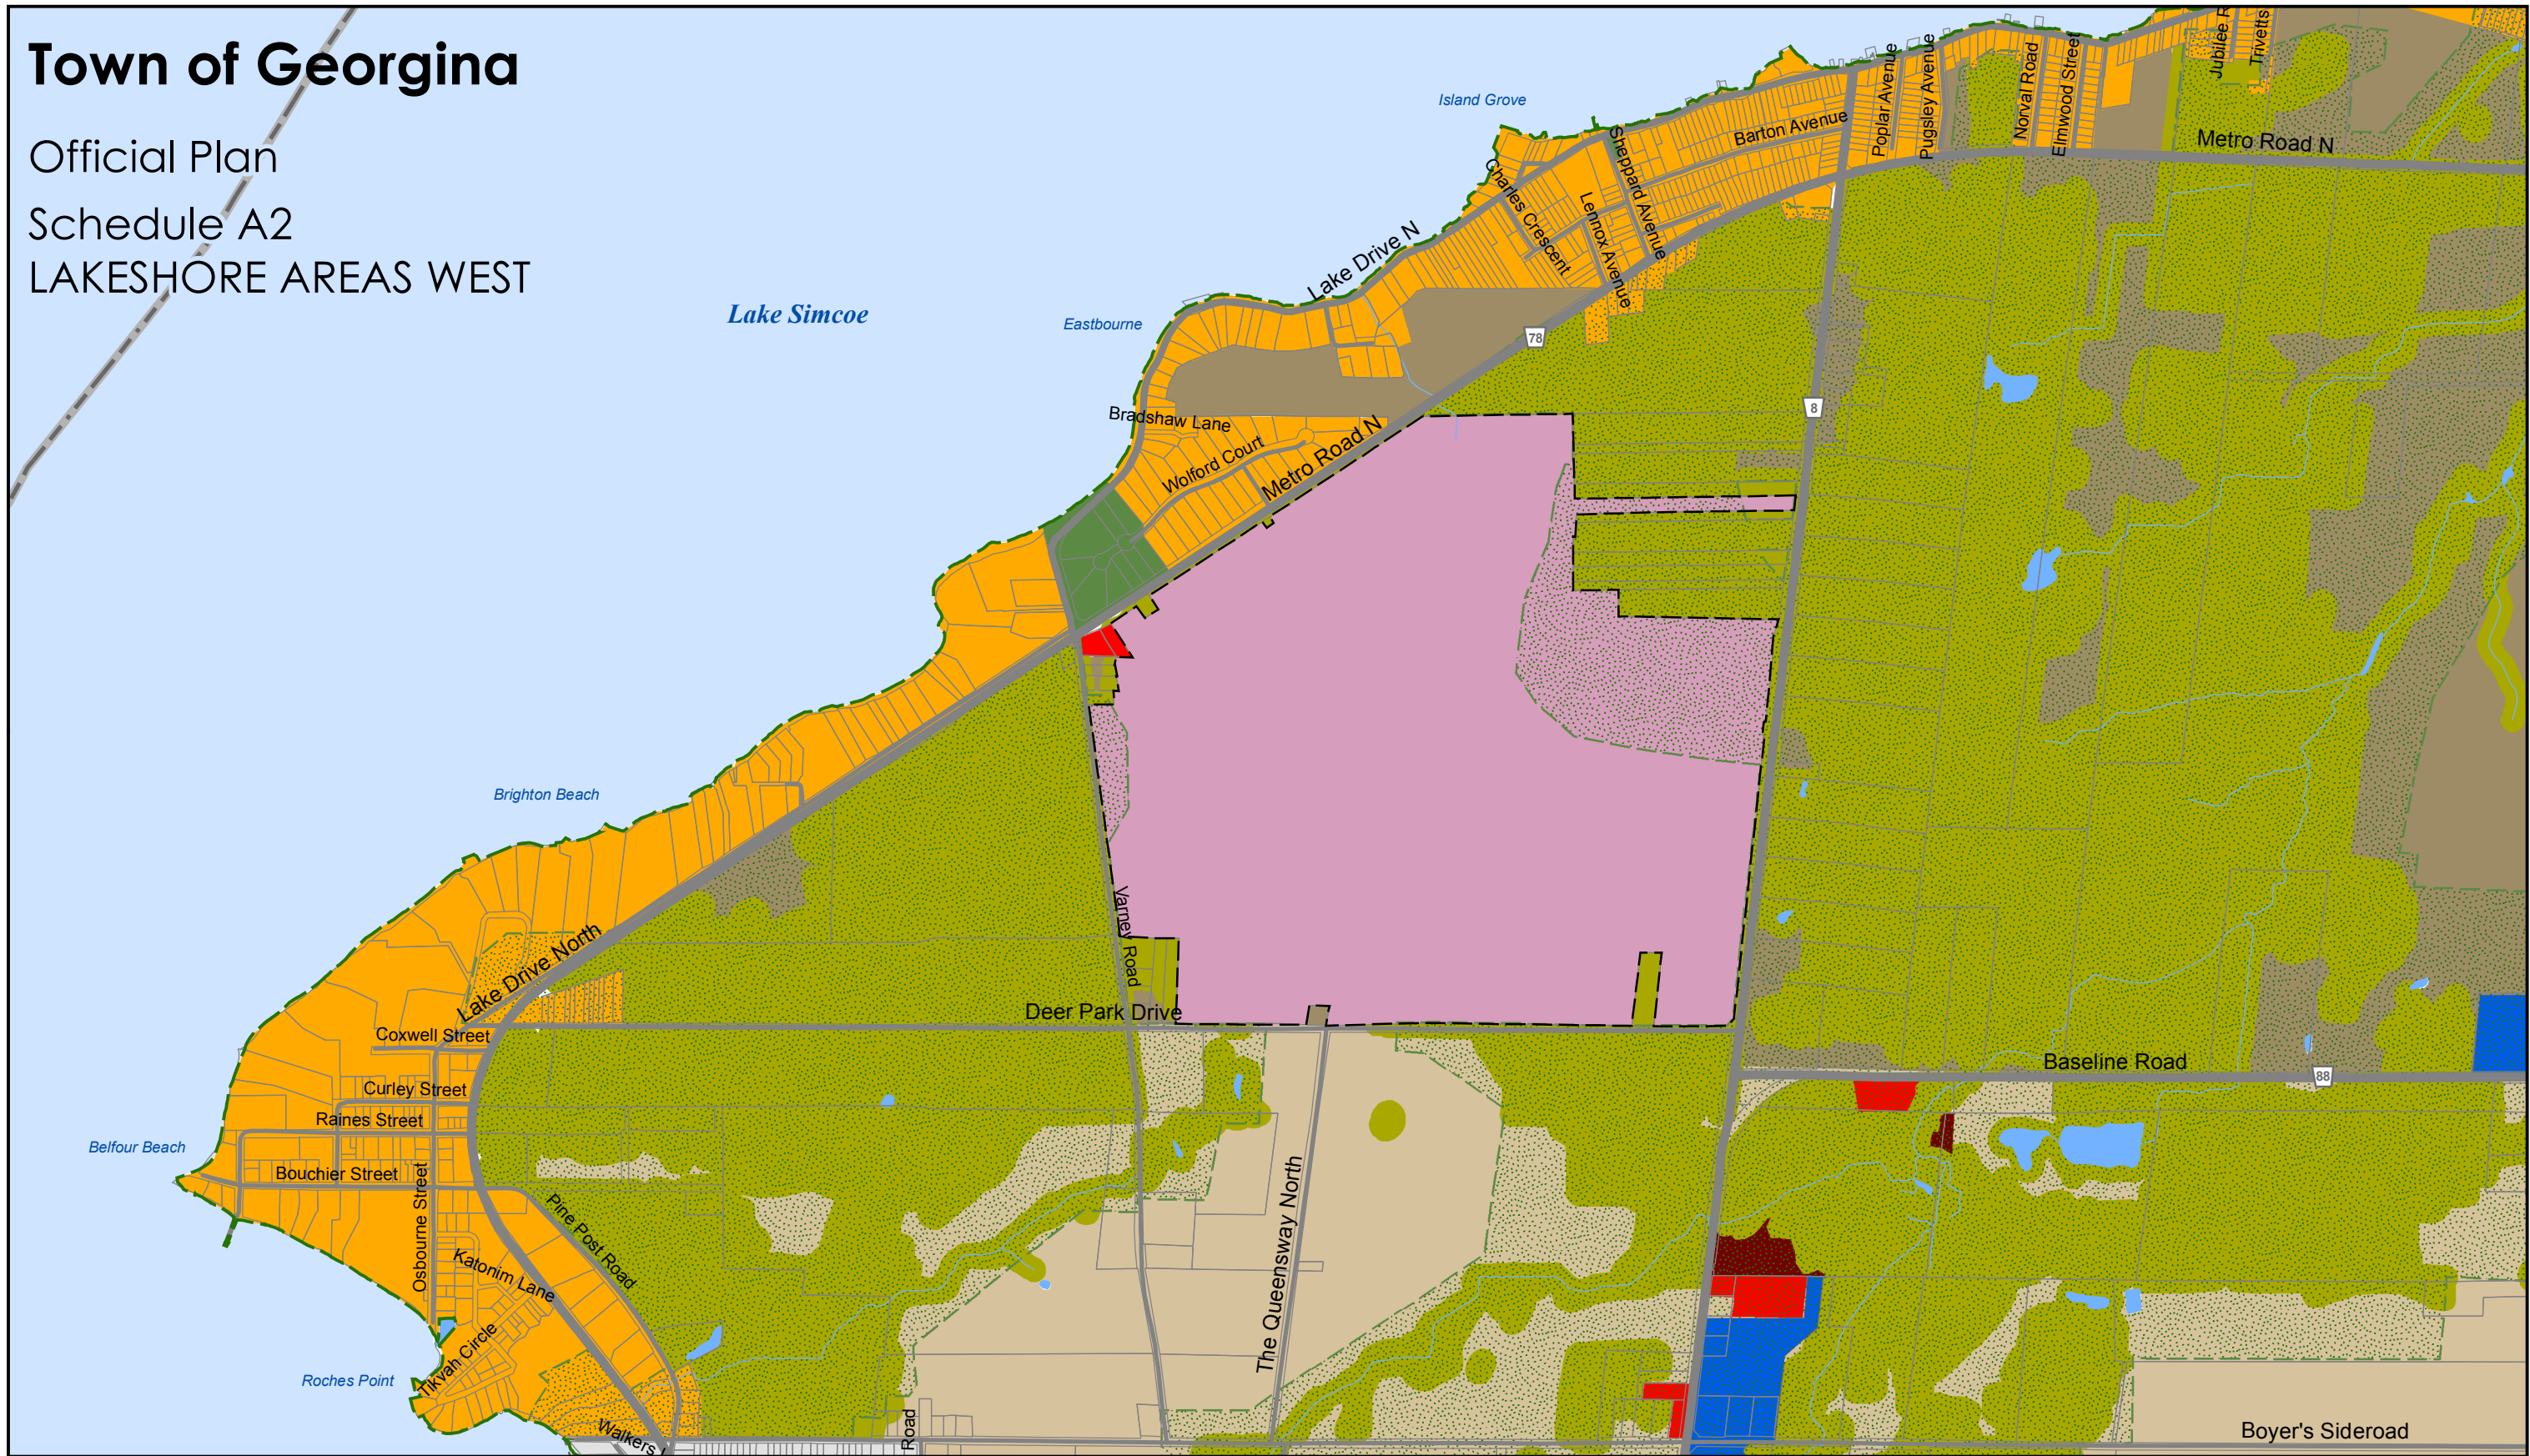 Town of Georgina
Official Plan
Schedule A2
LAKESHORE AREAS WEST
Lake Simcoe
Island Grove
Eastbourne
Brighton Beach
Belfour Beach
Roches Point
Jubilee R
Trivetts
Norval Road
Elmwood Street
Poplar Avenue
Pugsley Avenue
Metro Road N
Barton Avenue
Sheppard Avenue
Charles Crescent
Lennox Avenue
Lake Drive N
78
8
Bradshaw Lane
Wolford Court
Metro Road N
Varney Road
Lake Drive North
Deer Park Drive
Coxwell Street
Curley Street
Raines Street
Bouchier Street
Osbourne Street
Pine Post Road
Katonim Lane
Tikvah Circle
Walkers
Road
The Queensway North
Baseline Road
88
Boyer's Sideroad